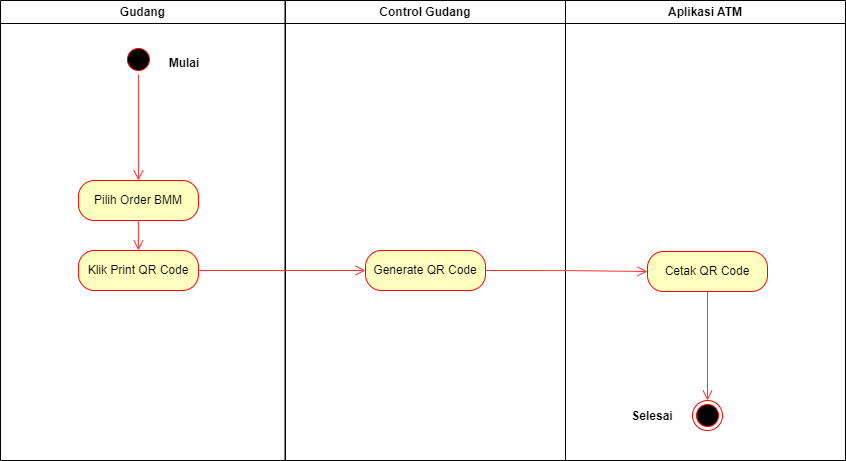 Gudang
Control Gudang
Aplikasi ATM
Mulai
Pilih Order BMM
Klik Print QR Code
Generate QR Code
Cetak QR Code
Selesai